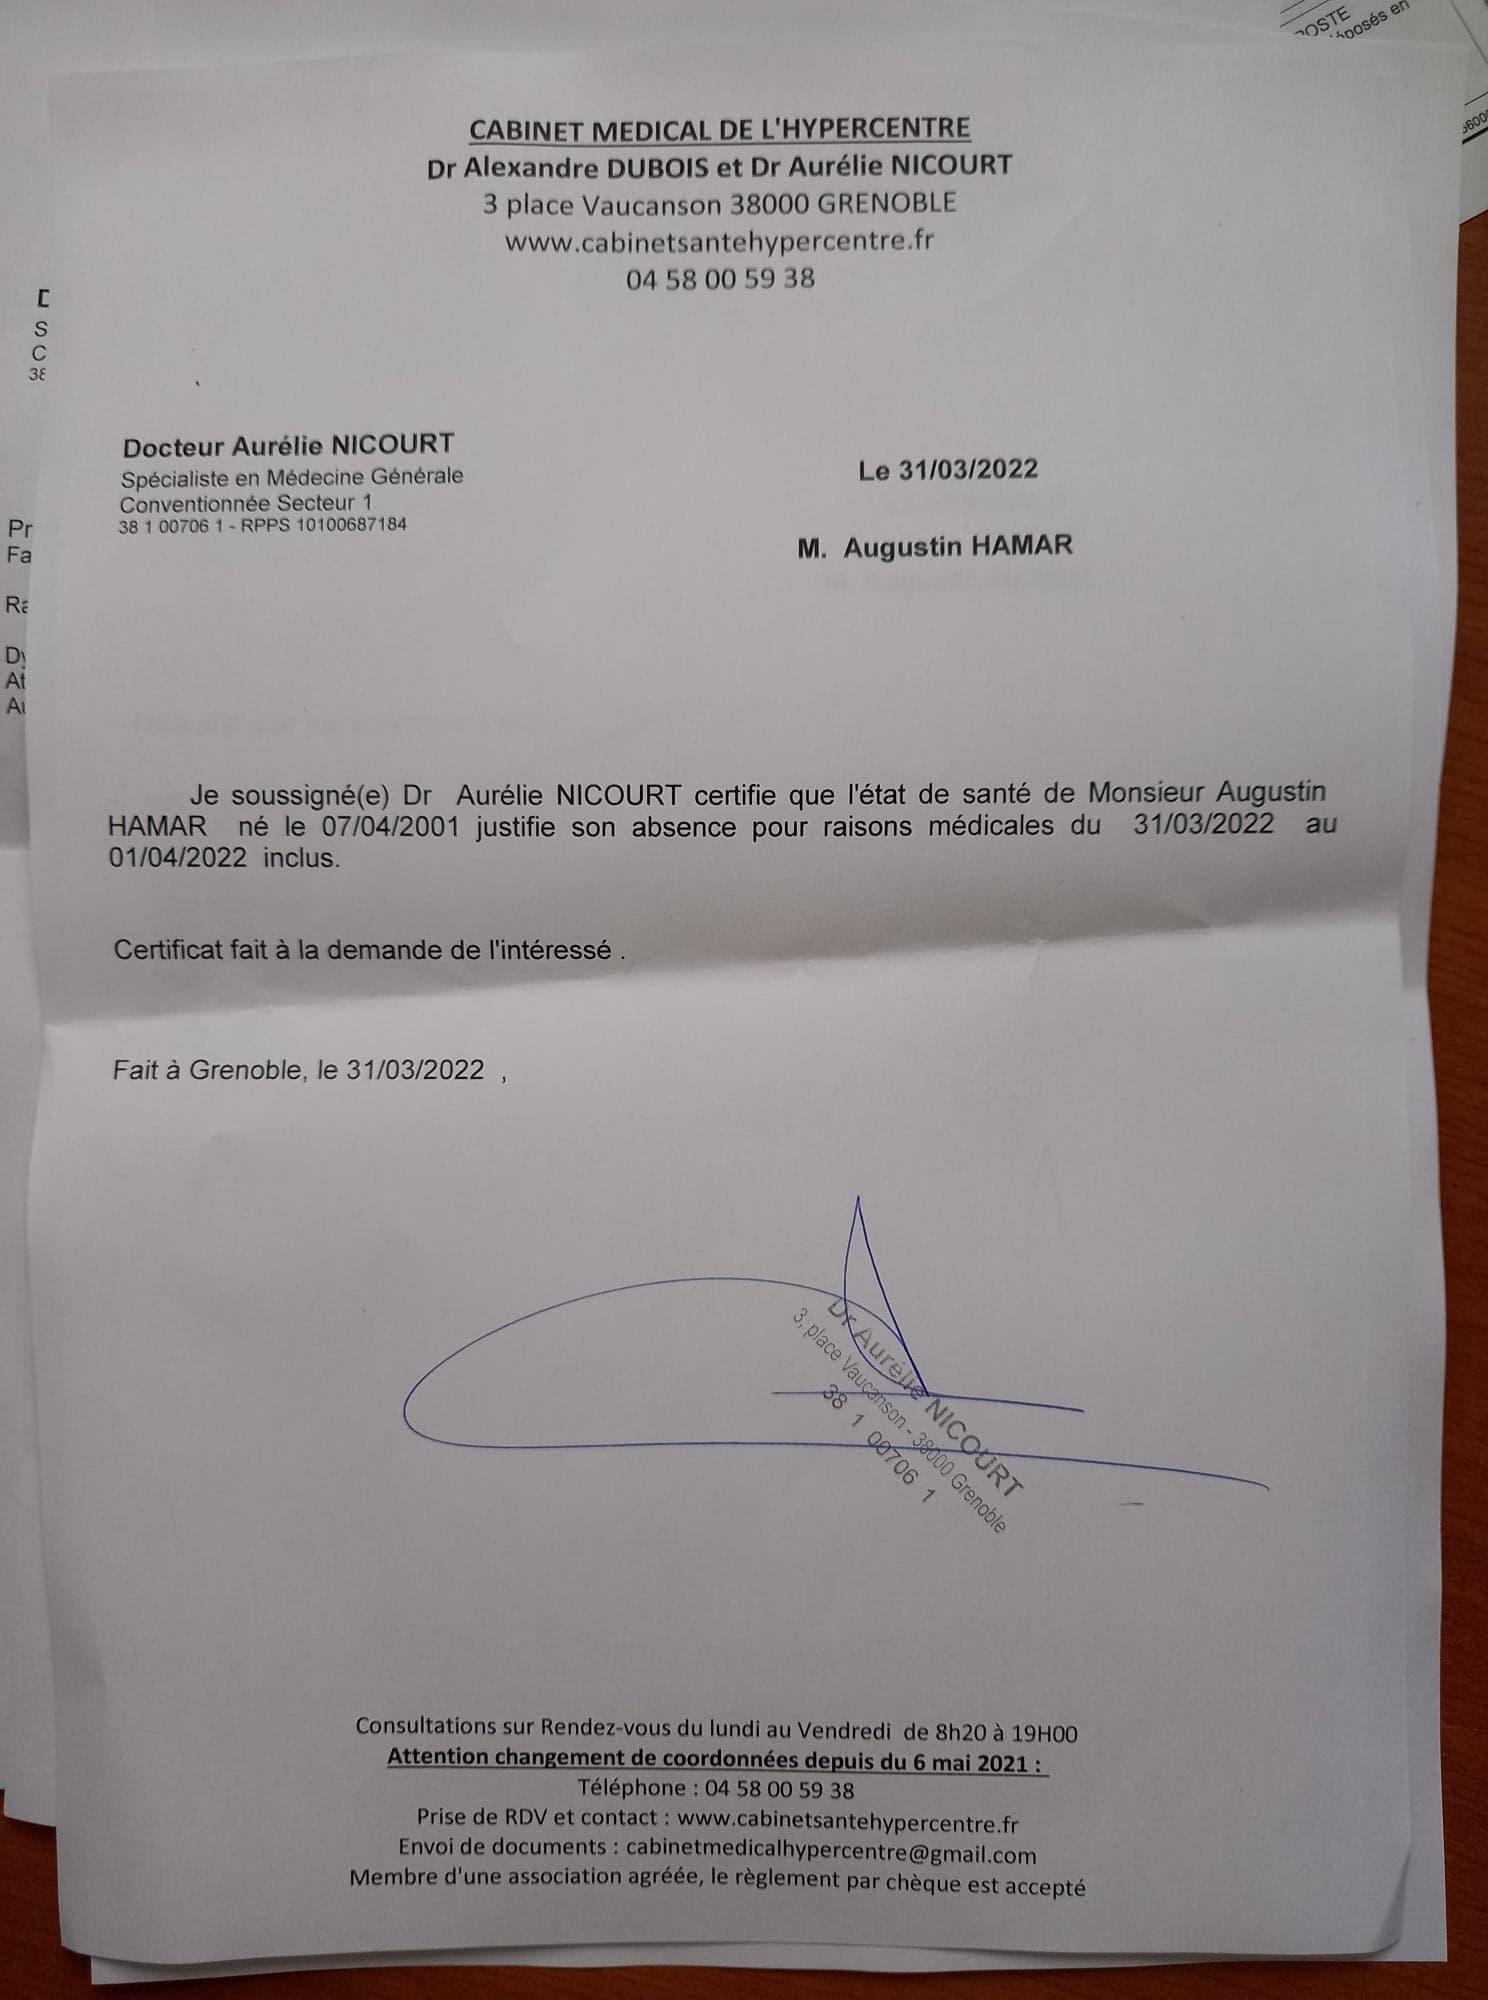 POSTE
posés en
CABINET MEDICAL DE L'HYPERCENTRE
Dr Alexandre DUBOIS et Dr Aurélie NICOURT
3 place Vaucanson 38000 GRENOBLE
www.cabinetsantehypercentre.fr
04 58 00 59 38
S
C
Pr
Fa
At
Docteur Aurélie NICOURT
Spécialiste en Médecine Générale
Conventionnée Secteur 1
38 1 00706 1 - RPPS 10100687184
Le 31/03/2022
M. Augustin HAMAR
Je soussigné(e) Dr Aurélie NICOURT certifie que l'état de santé de Monsieur Augustin
HAMAR né le 07/04/2001 justifie son absence pour raisons médicales du 31/03/2022 au
01/04/2022 inclus.
Certificat fait à la demande de l'intéressé .
Fait à Grenoble, le 31/03/2022 ,
Dr Aurélie NICOURT
3, place Vaucanson - 38000 Grenoble
38 1 00706 1
Consultations sur Rendez-vous du lundi au Vendredi de 8h20 à 19H00
Attention changement de coordonnées depuis du 6 mai 2021 :
Téléphone : 04 58 00 59 38
Prise de RDV et contact : www.cabinetsantehypercentre.fr
Envoi de documents : cabinetmedicalhypercentre@gmail.com
Membre d'une association agréée, le règlement par chèque est accepté